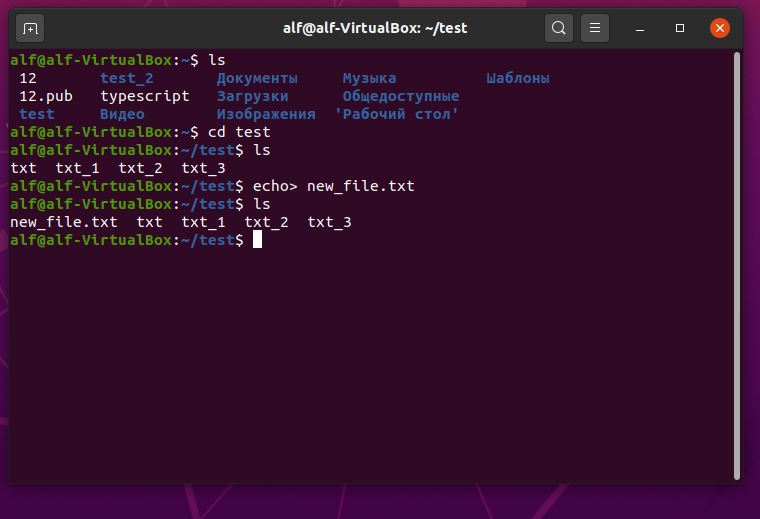 alf@alf-VirtualBox: ~/test
alf@alf-VirtualBox:~$ ls
12 test_2 Документы Музыка Шаблоны
12.pub typescript Загрузки Общедоступные
test Видео Изображения 'Рабочий стол'
alf@alf-VirtualBox:~$ cd test
alf@alf-VirtualBox:~/test$ ls
txt txt_1 txt_2 txt_3
alf@alf-VirtualBox:~/test$ echo> new_file.txt
alf@alf-VirtualBox:~/test$ ls
new_file.txt txt txt_1 txt_2 txt_3
alf@alf-VirtualBox:~/test$